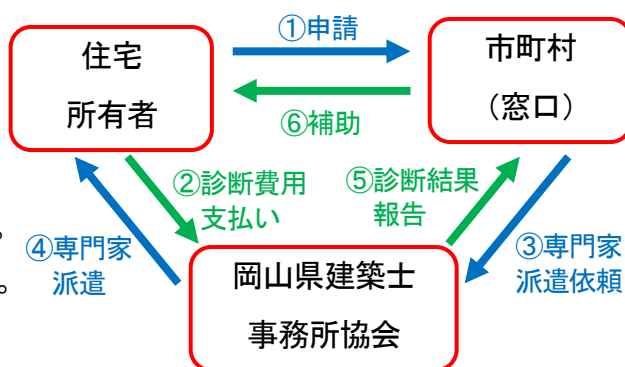 ①申請
住宅
所有者
市町村
（窓口）
⑥補助
②診断費用
支払い
⑤診断結果
報告
。
④専門家
派遣
。
③専門家
派遣依頼
岡山県建築士
事務所協会